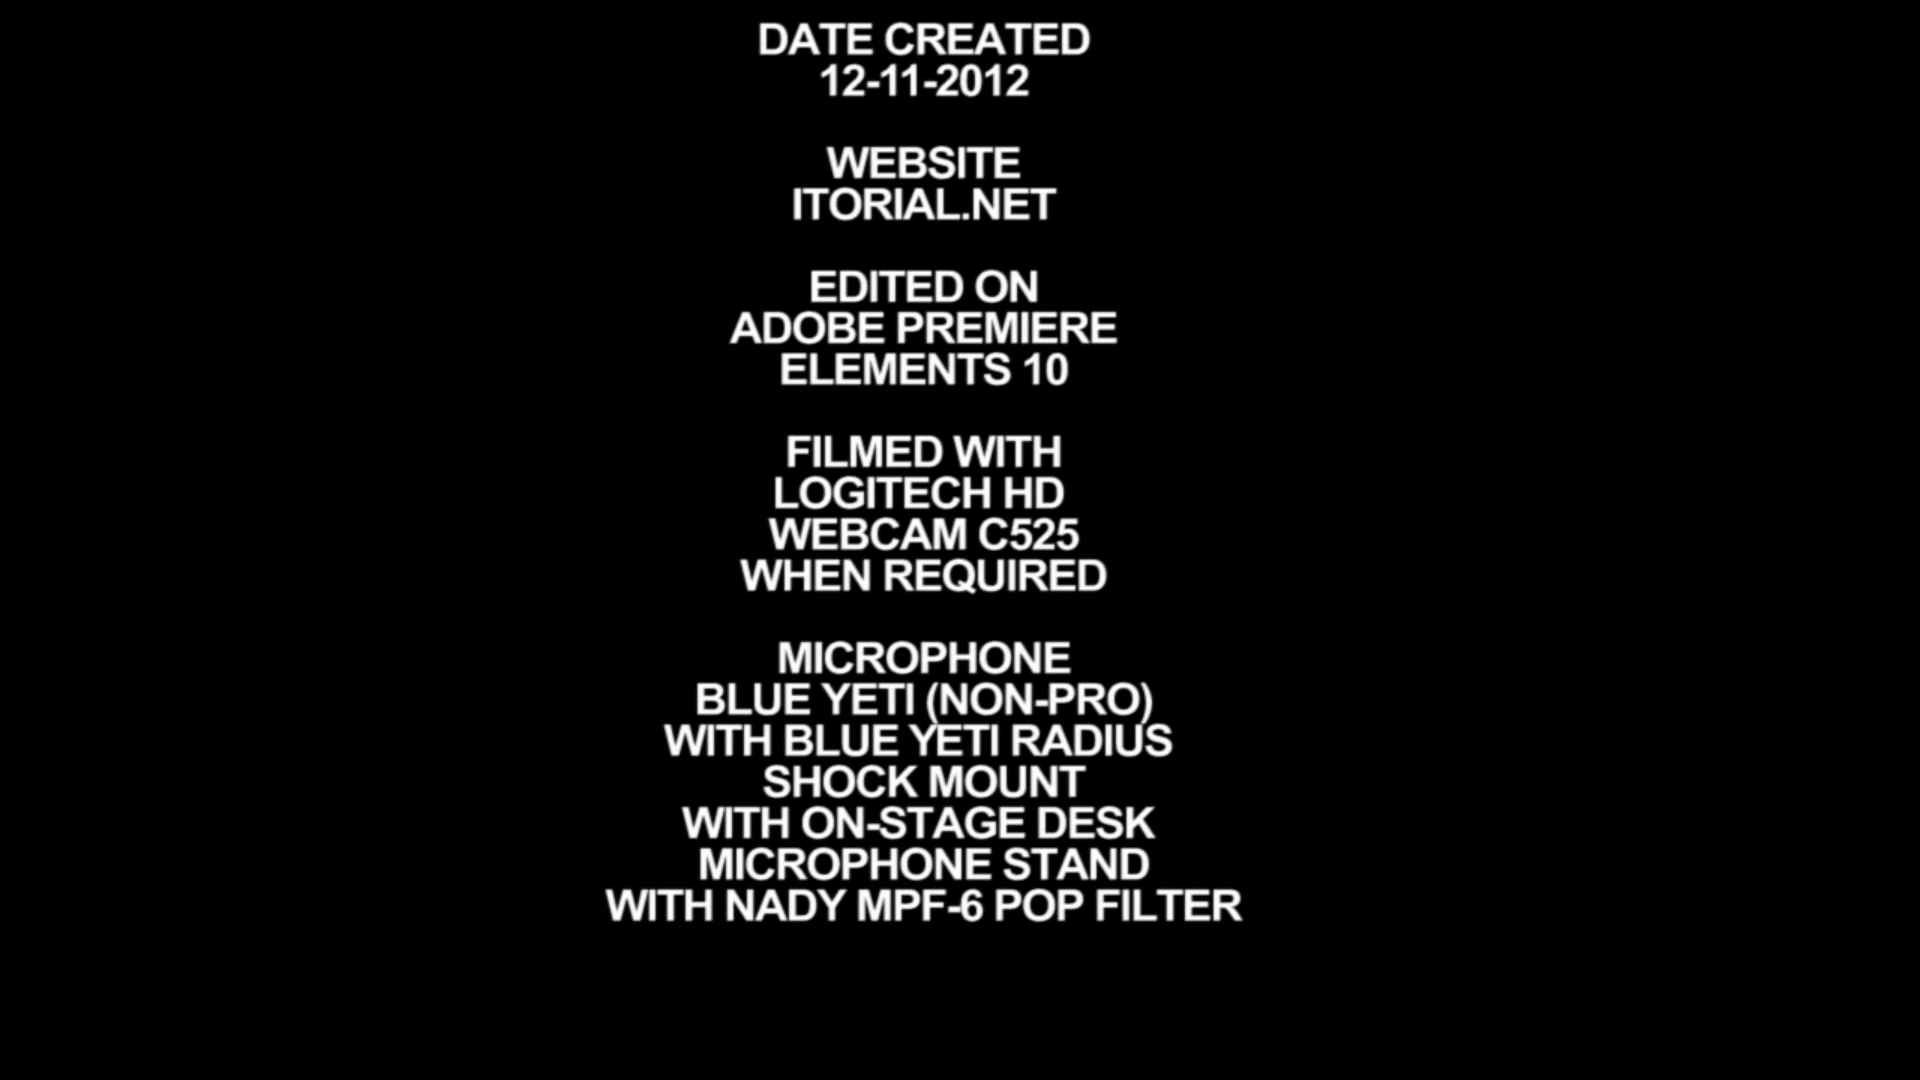 DATE CREATED
12-11-2012
WEBSITE
ITORIAL.NET
EDITED ON
ADOBE PREMIERE
ELEMENTS 10
FILMED WITH
LOGITECH HD
WEBCAM C525
WHEN REQUIRED
MICROPHONE
BLUE YETI (NON-PRO)
WITH BLUE YETI RADIUS
SHOCK MOUNT
WITH ON-STAGE DESK
MICROPHONE STAND
WITH NADY MPF-6 POP FILTER